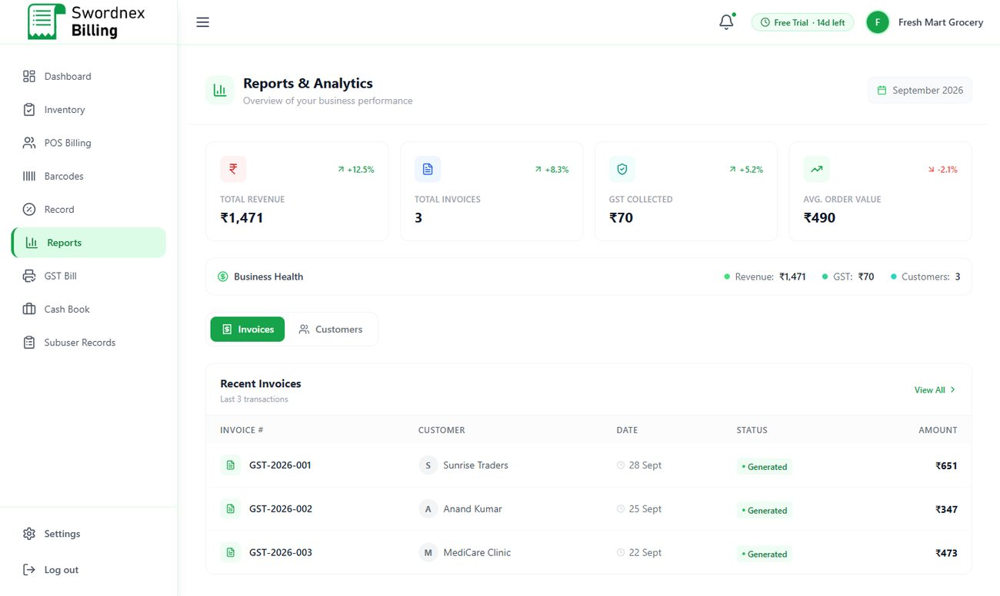 Swordnex
Billing
Free Trial · 14d left
F
Fresh Mart Grocery
Dashboard
Inventory
POS Billing
Barcodes
Record
Reports
GST Bill
Cash Book
Subuser Records
Settings
Log out
Reports & Analytics
Overview of your business performance
September 2026
₹
+12.5%
TOTAL REVENUE
₹1,471
+8.3%
TOTAL INVOICES
3
+5.2%
GST COLLECTED
₹70
-2.1%
AVG. ORDER VALUE
₹490
Business Health
Revenue: ₹1,471
GST: ₹70
Customers: 3
Invoices
Customers
Recent Invoices
Last 3 transactions
View All
INVOICE # CUSTOMER DATE STATUS AMOUNT
GST-2026-001 S Sunrise Traders 28 Sept • Generated ₹651
GST-2026-002 A Anand Kumar 25 Sept • Generated ₹347
GST-2026-003 M MediCare Clinic 22 Sept • Generated ₹473